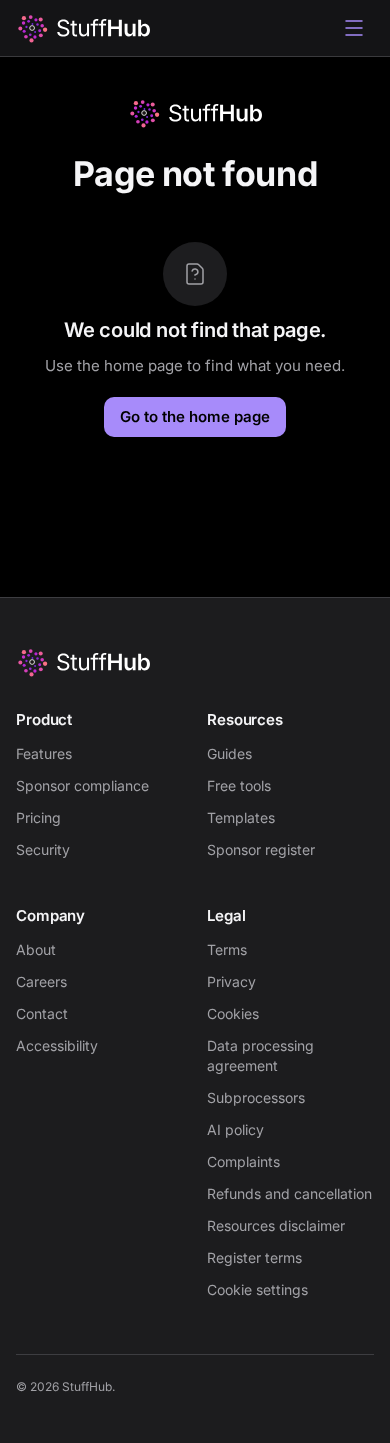 StuffHub
StuffHub
Page not found
We could not find that page.
Use the home page to find what you need.
Go to the home page
StuffHub
Product
Features
Sponsor compliance
Pricing
Security
Resources
Guides
Free tools
Templates
Sponsor register
Company
About
Careers
Contact
Accessibility
Legal
Terms
Privacy
Cookies
Data processing
agreement
Subprocessors
AI policy
Complaints
Refunds and cancellation
Resources disclaimer
Register terms
Cookie settings
© 2026 StuffHub.